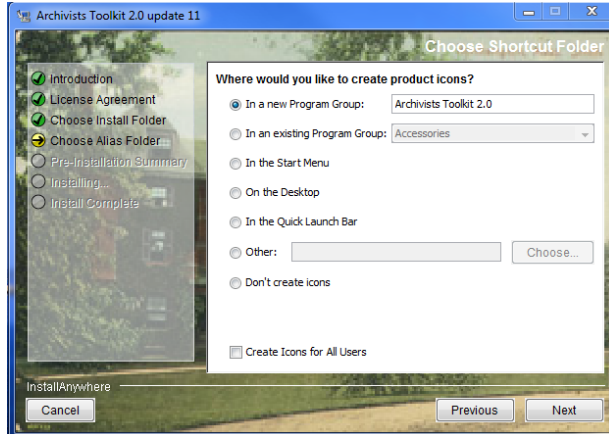 Archivists Toolkit 2.0 update 11
Choose Shortcut Folder
Introduction
License Agreement
Choose Install Folder
Choose Alias Folder
Pre-Installation Summary
Installing...
Install Complete
Where would you like to create product icons?
In a new Program Group: Archivists Toolkit 2.0
In an existing Program Group: Accessories
In the Start Menu
On the Desktop
In the Quick Launch Bar
Other: Choose...
Don't create icons
Create Icons for All Users
InstallAnywhere
Cancel Previous Next